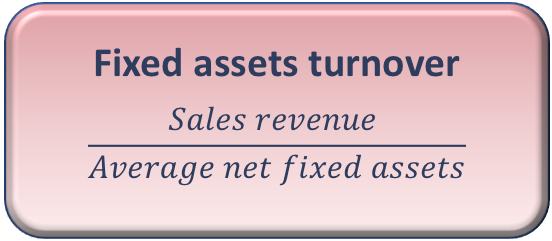 Fixed assets turnover
Sales revenue
Average net fixed assets